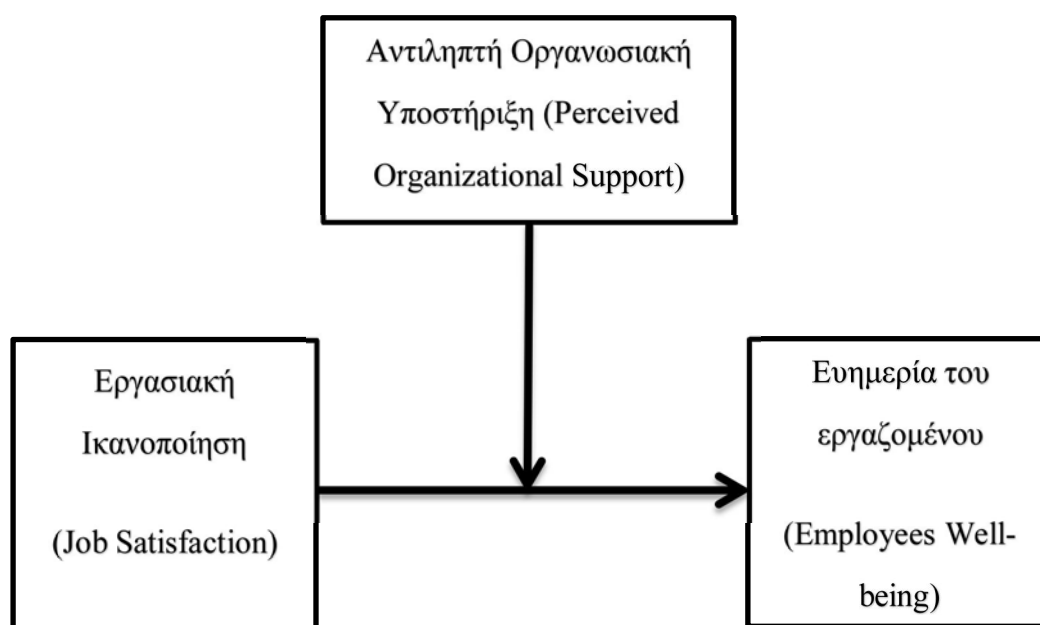 Αντιληπτή Οργανωσιακή
Υποστήριξη (Perceived
Organizational Support)
Εργασιακή
Ικανοποίηση
(Job Satisfaction)
Ευημερία του
εργαζομένου
(Employees Well-
being)